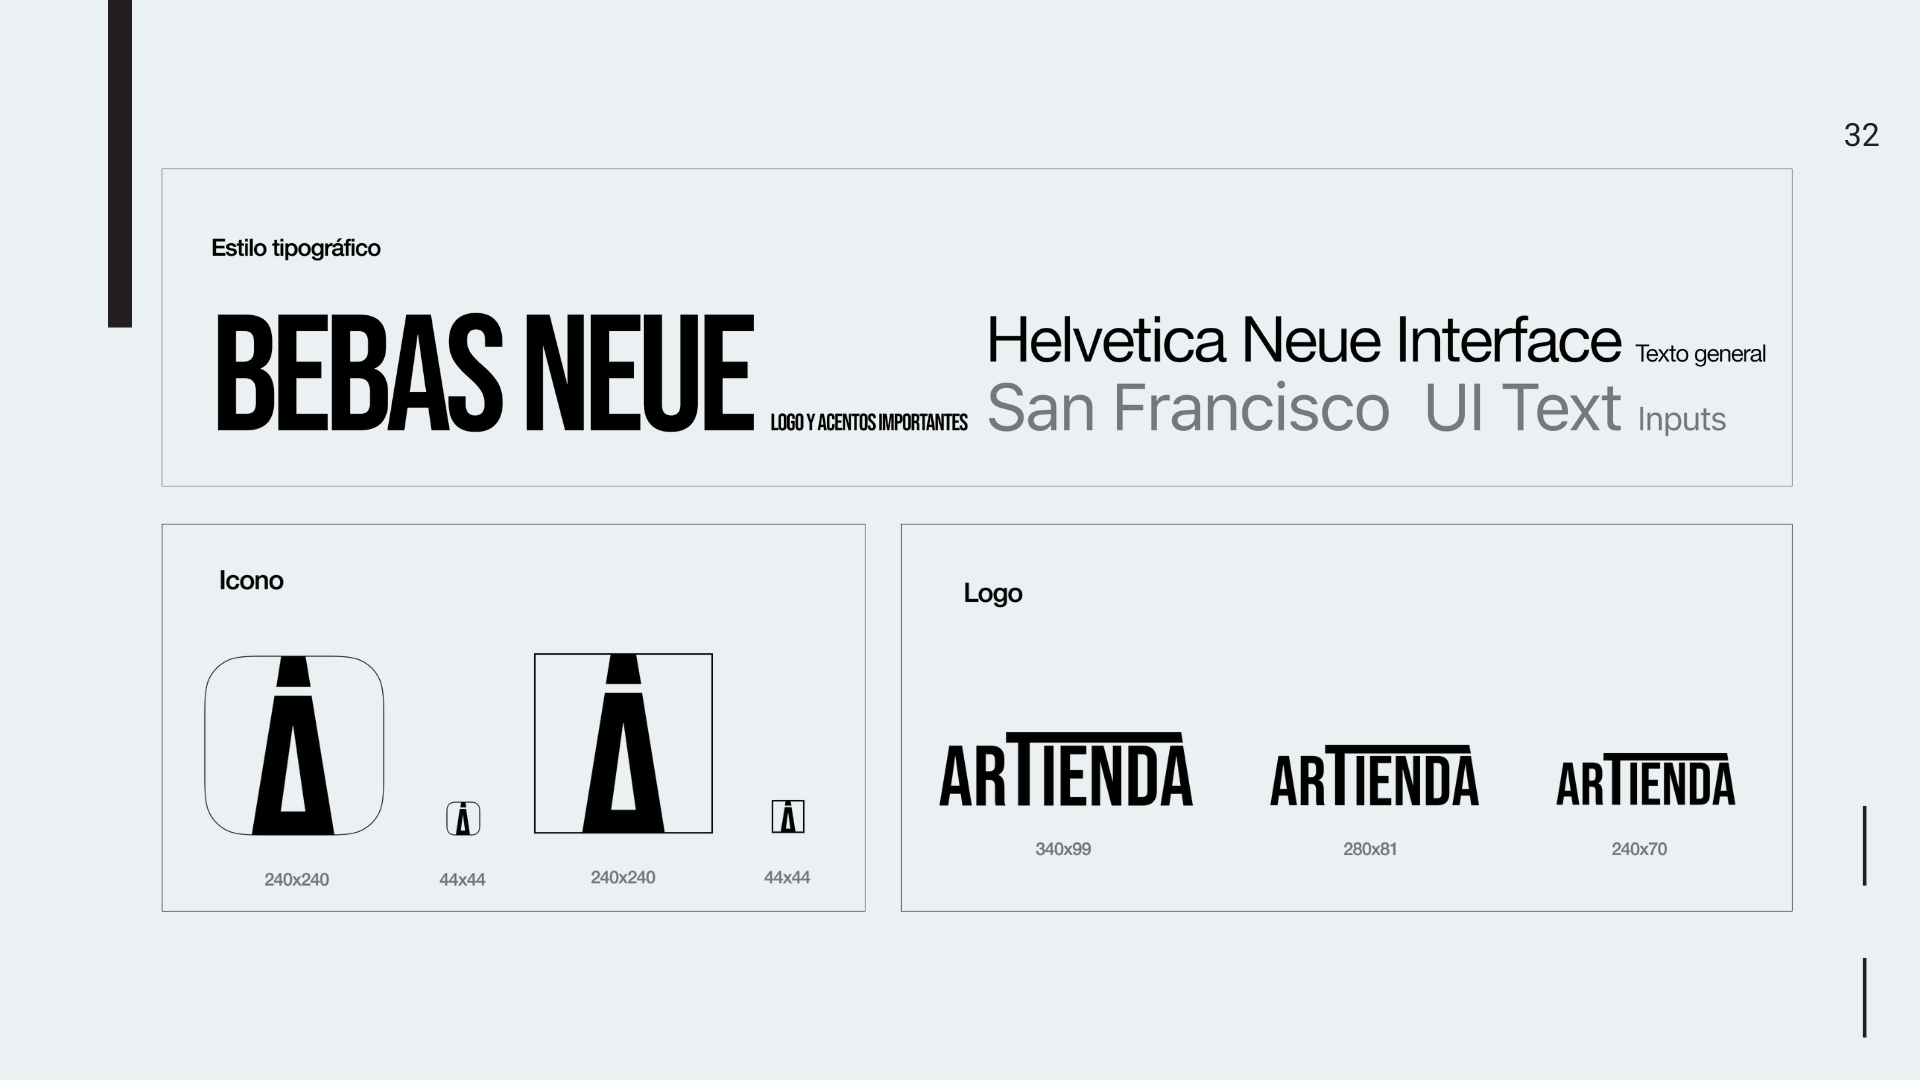 32
Estilo tipográfico
BEBAS NEUE LOGO Y ACENTOS IMPORTANTES
Helvetica Neue Interface Texto general
San Francisco UI Text Inputs
Icono
A A A A
240x240 44x44 240x240 44x44
Logo
ARTIENDA ARTIENDA ARTIENDA
340x99 280x81 240x70